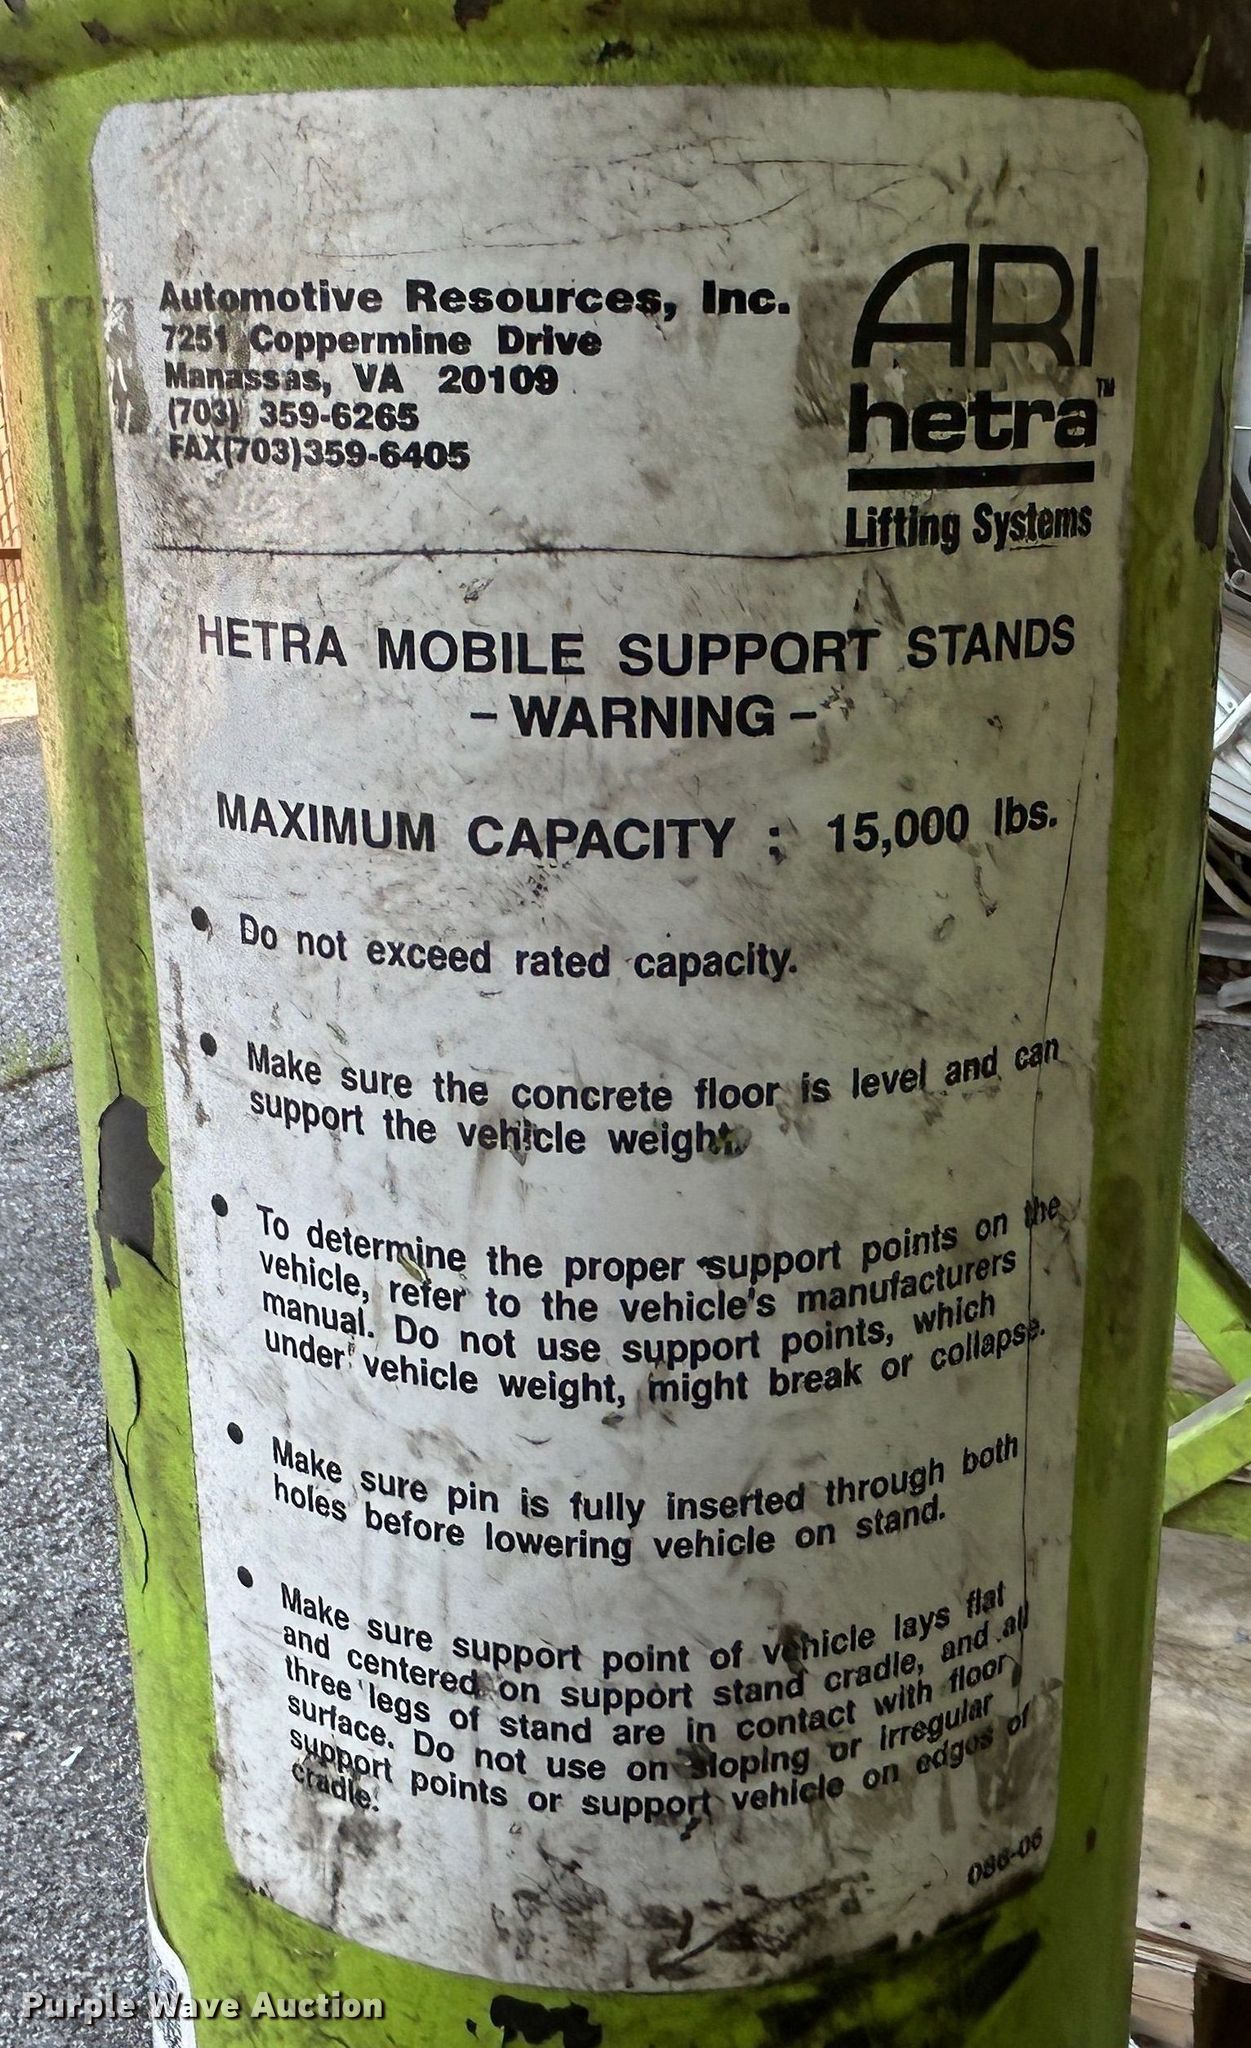 Automotive Resources, Inc.
7251 Coppermine Drive
Manassas, VA 20109
(703) 359-6265
FAX(703)359-6405
ARI
hetra™
Lifting Systems
HETRA MOBILE SUPPORT STANDS
- WARNING -
MAXIMUM CAPACITY : 15,000 lbs.
• Do not exceed rated capacity.
• Make sure the concrete floor is level and can
support the vehicle weight.
• To determine the proper support points on the
vehicle, refer to the vehicle's manufacturers
manual. Do not use support points, which
under vehicle weight, might break or collapse.
• Make sure pin is fully inserted through both
holes before lowering vehicle on stand.
• Make sure support point of vehicle lays flat
and centered on support stand cradle, and all
three legs of stand are in contact with floor
surface. Do not use on sloping or irregular
support points or support vehicle on edges of
cradle.
086-06
Purple Wave Auction